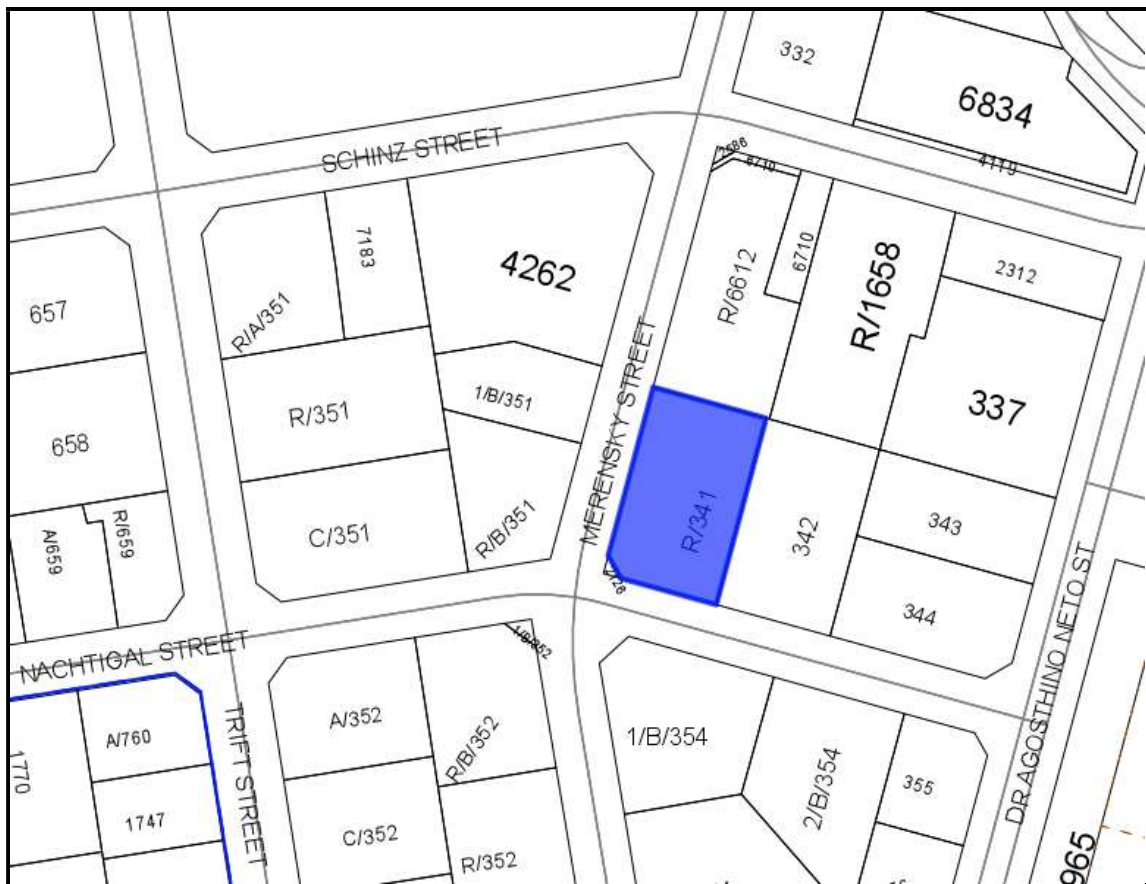 332
6834
4119
SCHINZ STREET
6710
7183
4262
R/6612
6710
R/1658
2312
657
R/A/351
337
R/351
1/B/351
MERENSKY STREET
658
C/351
R/B/351
R/341
342
343
A/659
R/659
344
NACHTIGAL STREET
1/B/352
DR AGOSTHINO NETO ST
1770
A/760
TRIFT STREET
A/352
R/B/352
1/B/354
2/B/354
355
1747
C/352
R/352
965